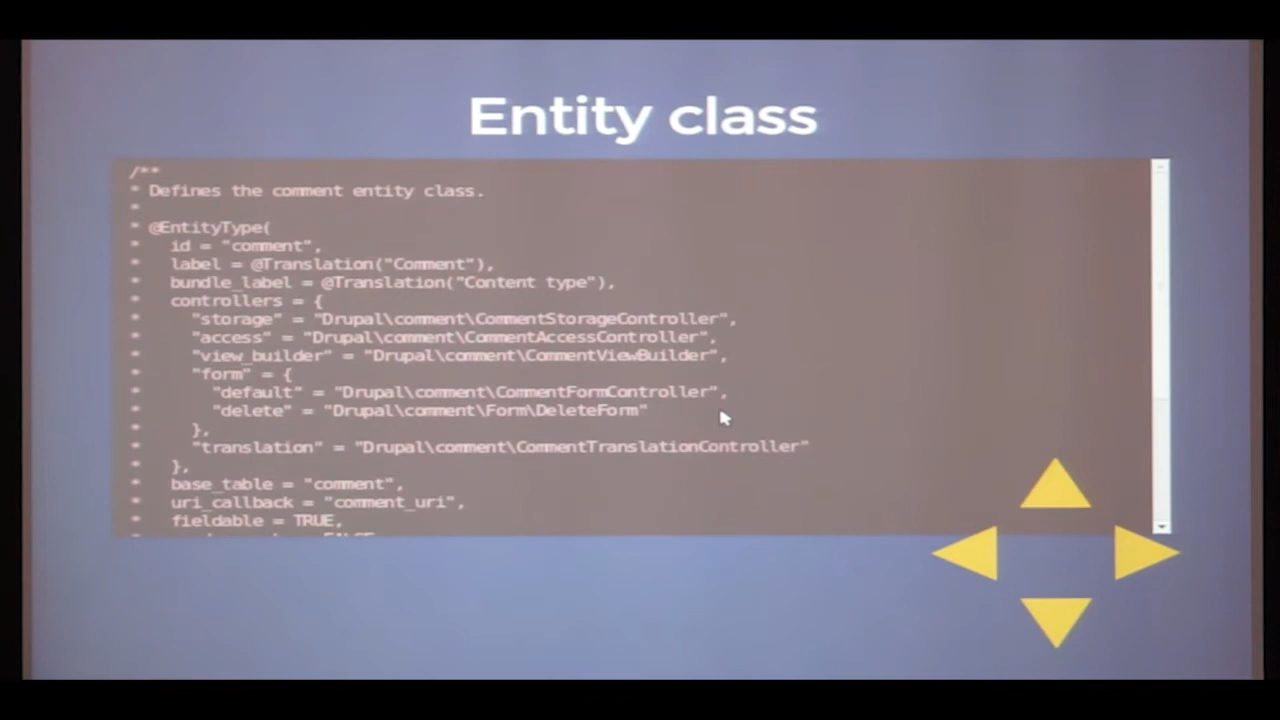 Entity class
/**
* Defines the comment entity class.
*
* @EntityType(
*   id = "comment",
*   label = @Translation("Comment"),
*   bundle_label = @Translation("Content type"),
*   controllers = {
*     "storage" = "Drupal\comment\CommentStorageController",
*     "access" = "Drupal\comment\CommentAccessController",
*     "view_builder" = "Drupal\comment\CommentViewBuilder",
*     "form" = {
*       "default" = "Drupal\comment\CommentFormController",
*       "delete" = "Drupal\comment\Form\DeleteForm"
*     },
*     "translation" = "Drupal\comment\CommentTranslationController"
*   },
*   base_table = "comment",
*   uri_callback = "comment_uri",
*   fieldable = TRUE,